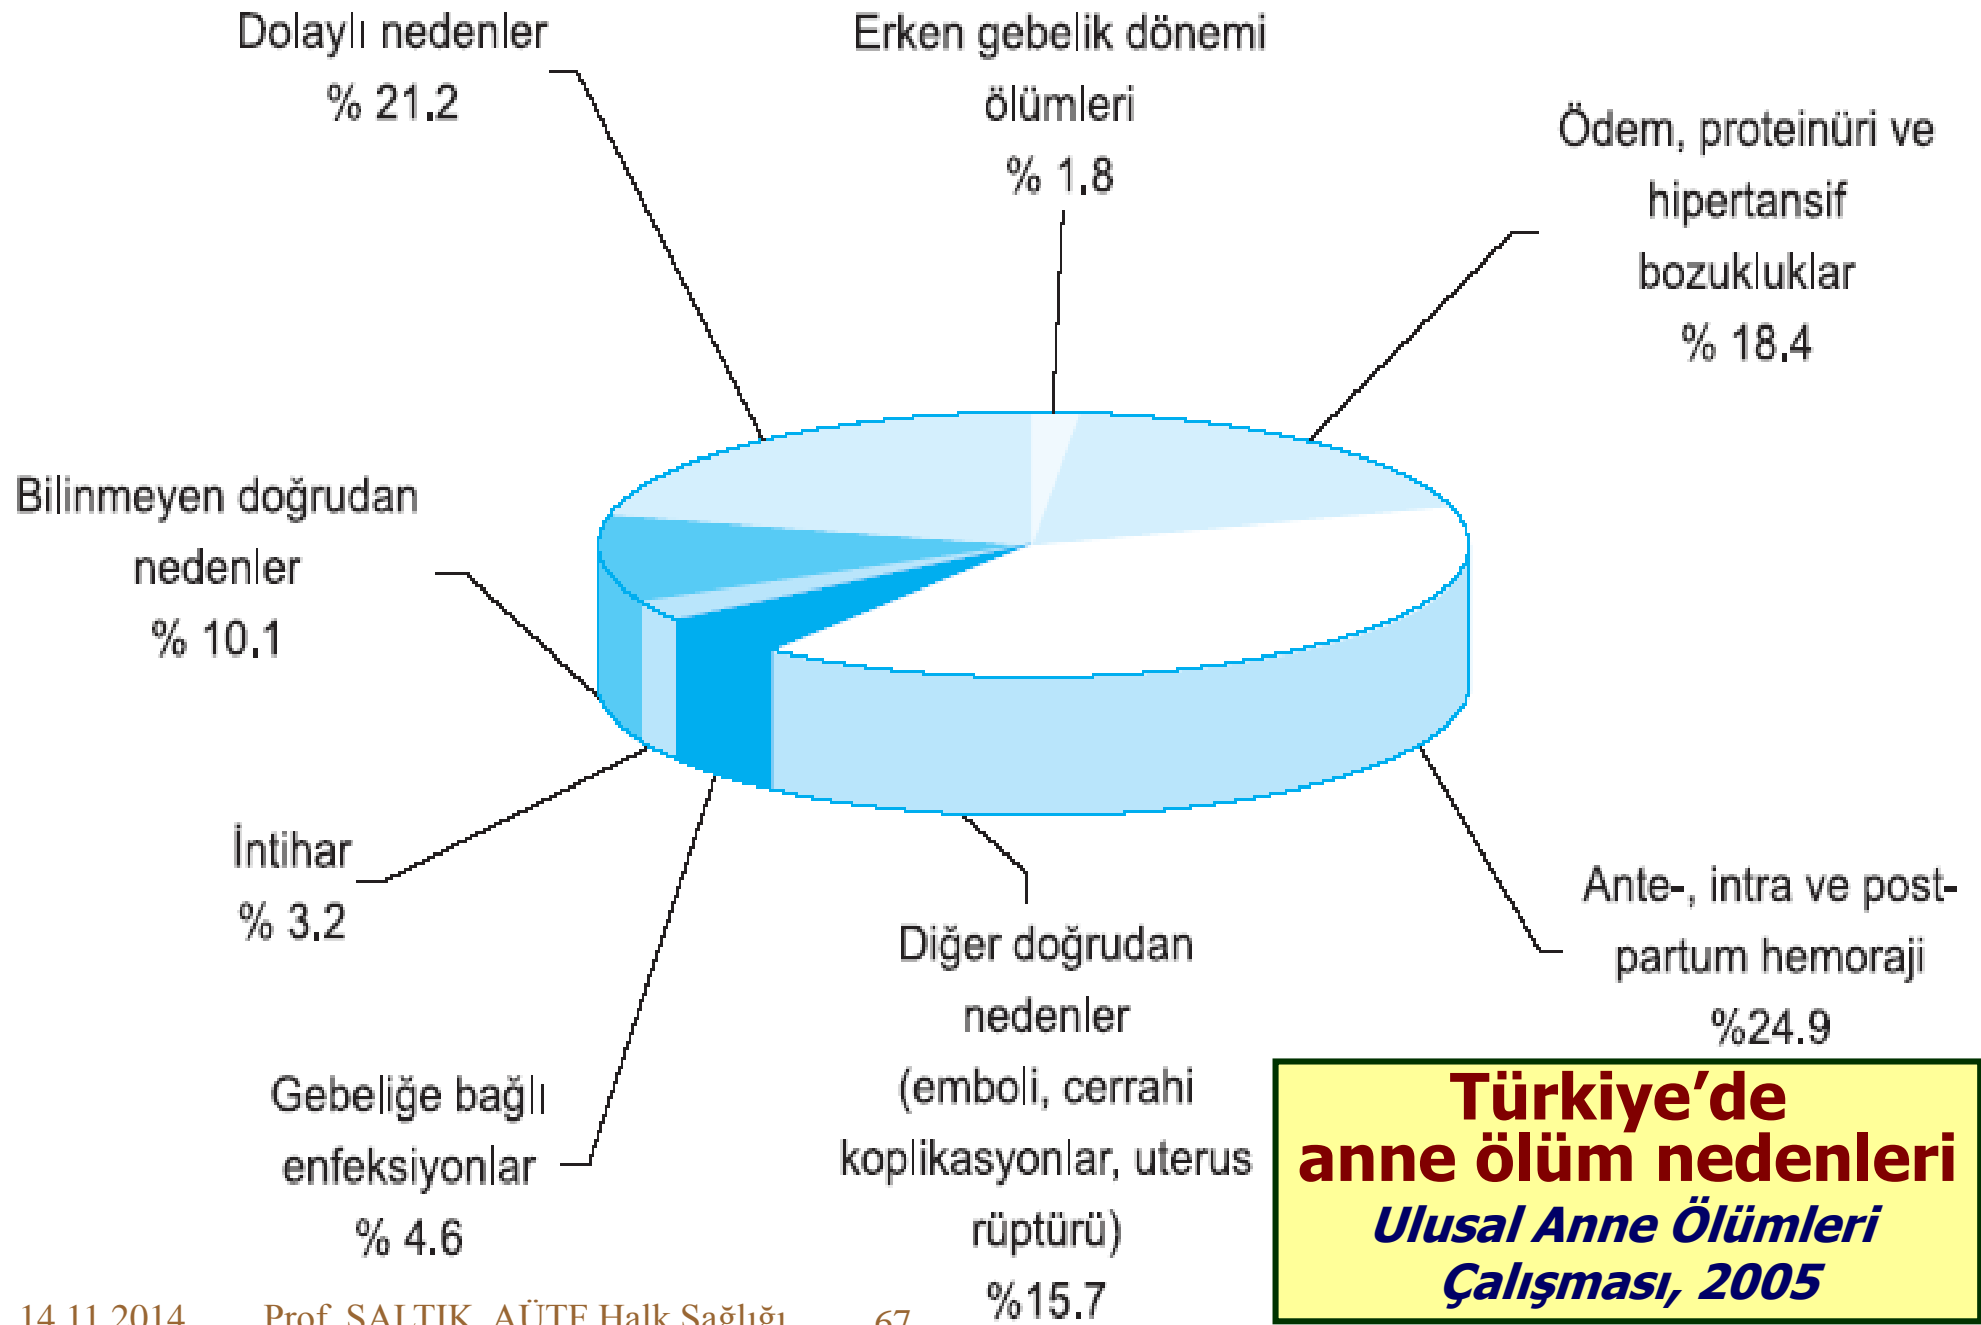 Dolaylı nedenler
% 21.2
Erken gebelik dönemi
ölümleri
% 1.8
Ödem, proteinüri ve
hipertansif
bozukluklar
% 18.4
Bilinmeyen doğrudan
nedenler
% 10.1
İntihar
% 3.2
Gebeliğe bağlı
enfeksiyonlar
% 4.6
Diğer doğrudan
nedenler
(emboli, cerrahi
koplikasyonlar, uterus
rüptürü)
%15.7
Ante-, intra ve post-
partum hemoraji
%24.9
Türkiye’de
anne ölüm nedenleri
Ulusal Anne Ölümleri
Çalışması, 2005
14.11.2014 Prof. SALTIK, AÜTF Halk Sağlığı 67